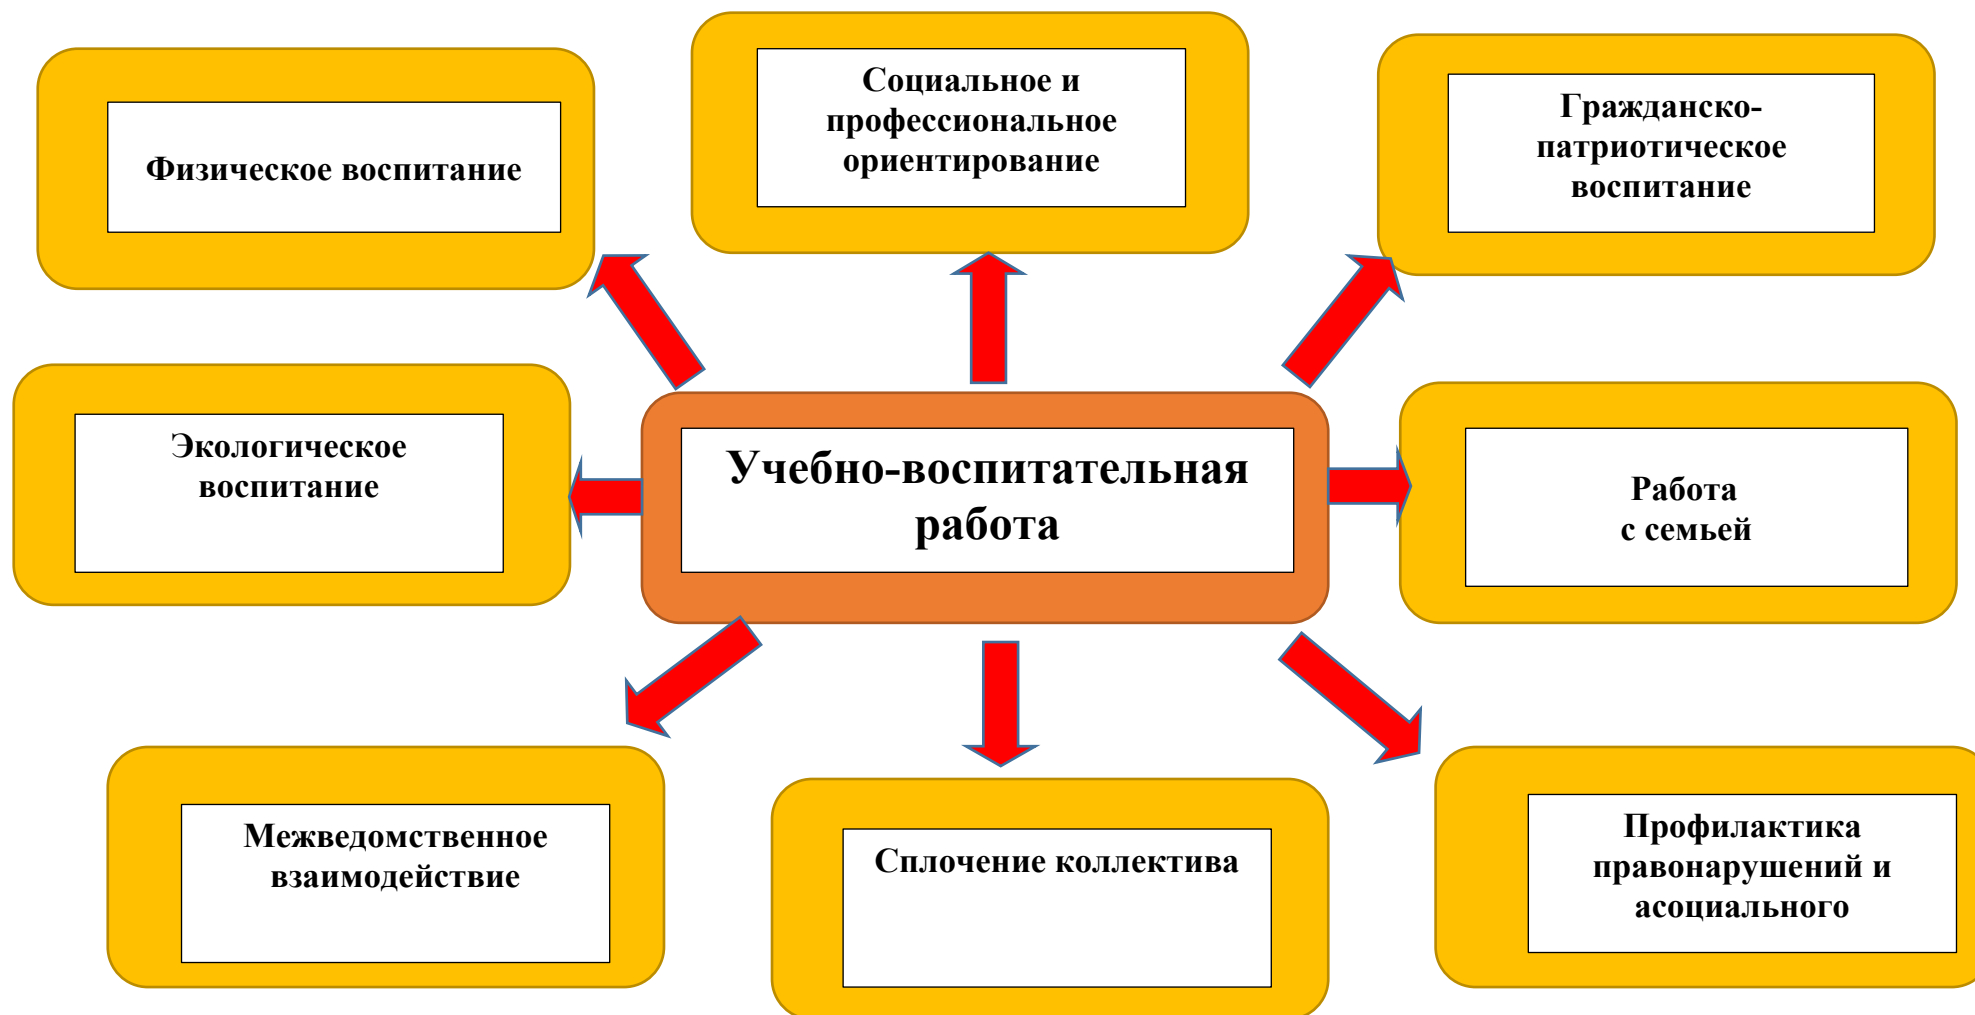 Физическое воспитание
Социальное и
профессиональное
ориентирование
Гражданско-
патриотическое
воспитание
Экологическое
воспитание
Учебно-воспитательная
работа
Работа
с семьей
Межведомственное
взаимодействие
Сплочение коллектива
Профилактика
правонарушений и
асоциального